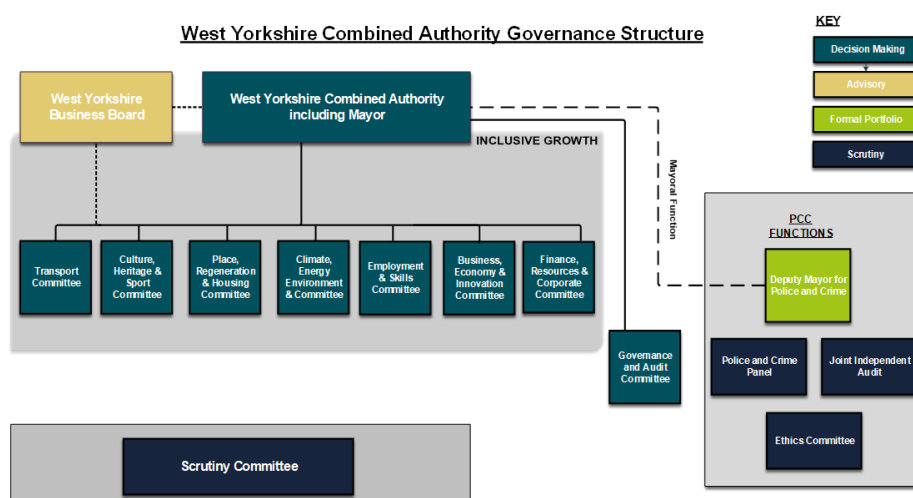 West Yorkshire Combined Authority Governance Structure
KEY
Decision Making
Advisory
Formal Portfolio
Scrutiny
West Yorkshire
Business Board
West Yorkshire Combined Authority
including Mayor
INCLUSIVE GROWTH
Mayoral Function
Transport
Committee
Culture,
Heritage &
Sport
Committee
Place,
Regeneration
& Housing
Committee
Climate,
Energy
Environment
& Committee
Employment
& Skills
Committee
Business,
Economy &
Innovation
Committee
Finance,
Resources &
Corporate
Committee
Governance
and Audit
Committee
PCC
FUNCTIONS
Deputy Mayor for
Police and Crime
Police and Crime
Panel
Joint Independent
Audit
Ethics Committee
Scrutiny Committee